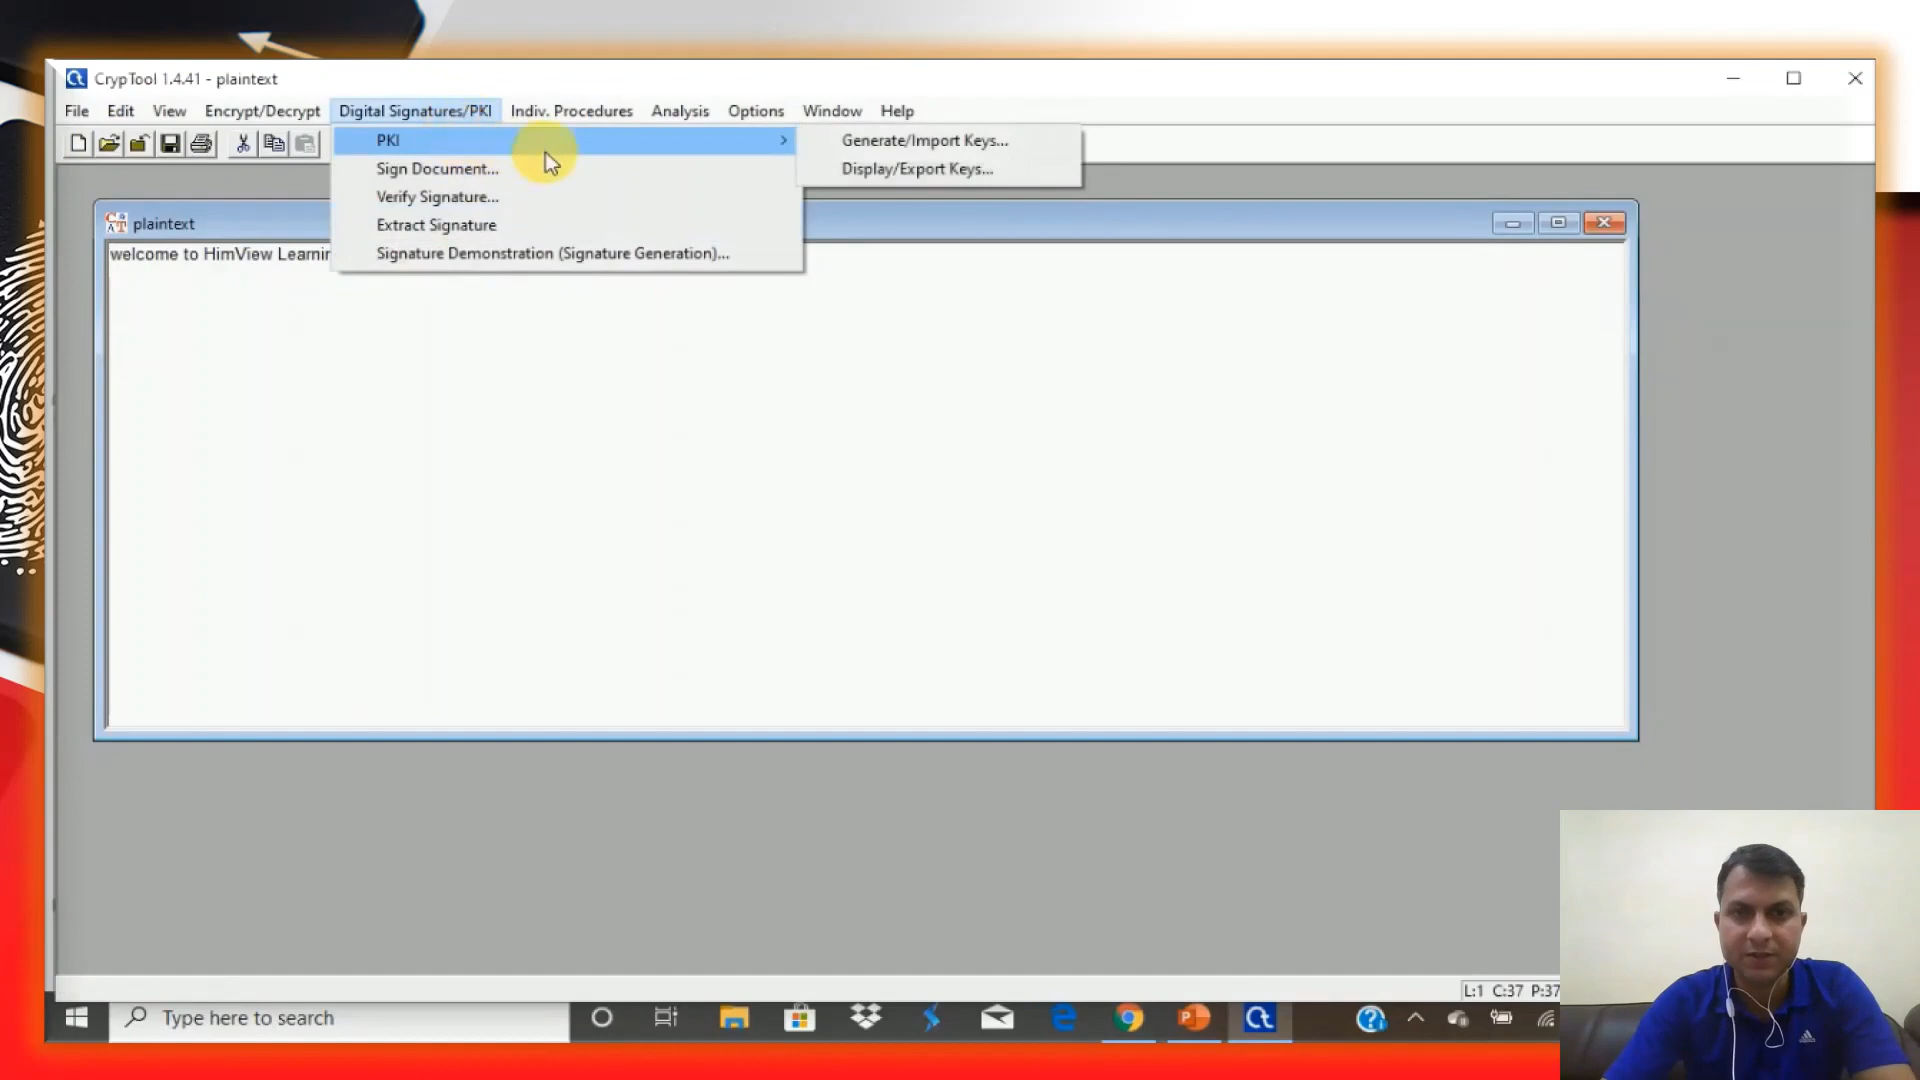 CrypTool 1.4.41 - plaintext
File Edit View Encrypt/Decrypt Digital Signatures/PKI Indiv. Procedures Analysis Options Window Help
PKI
Generate/Import Keys...
Sign Document...
Display/Export Keys...
Verify Signature...
plaintext
Extract Signature
welcome to HimView
Signature Demonstration (Signature Generation)...
L:1 C:37 P:37
Type here to search